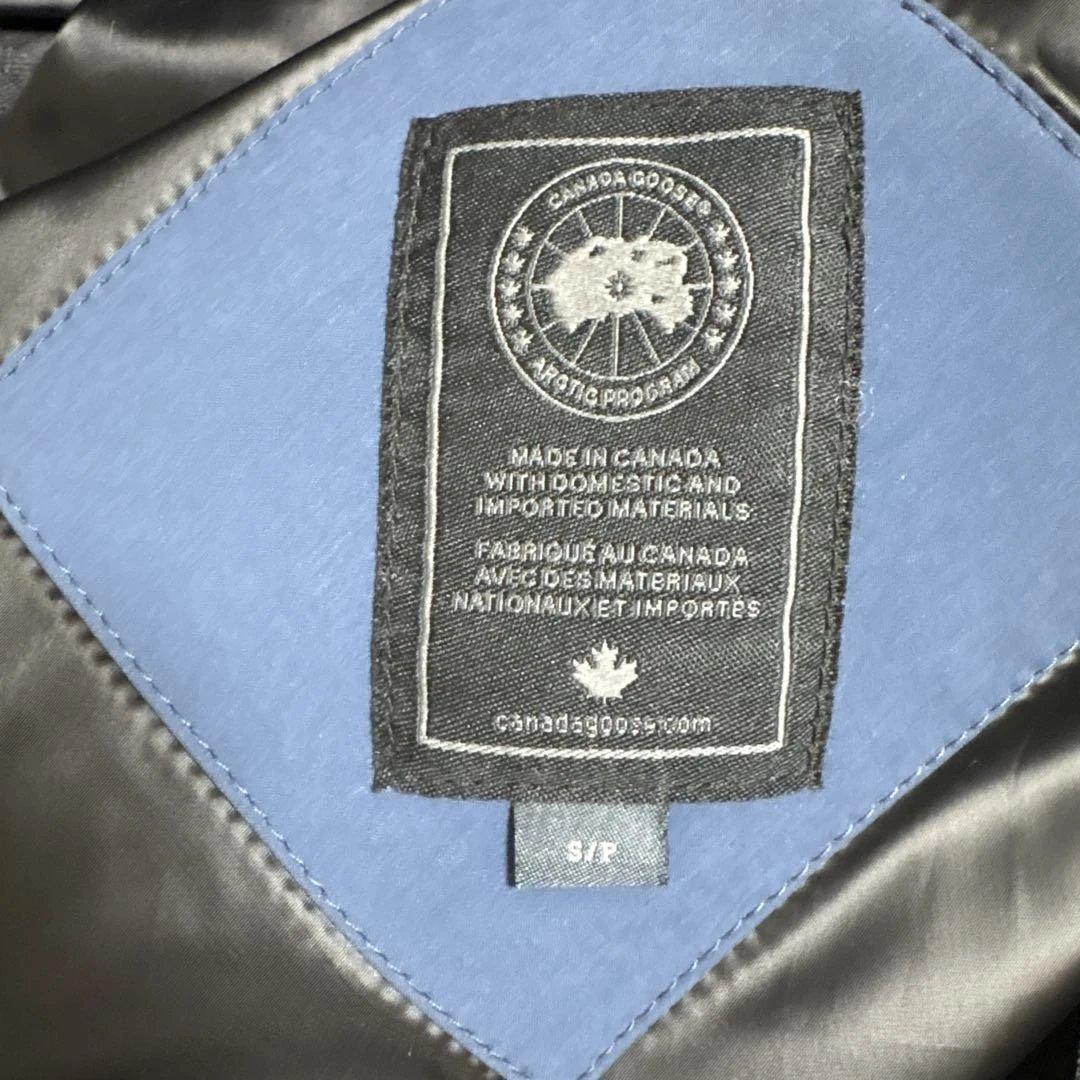 CANADA GOOSE®
ARCTIC PROGRAM
MADE IN CANADA
WITH DOMESTIC AND
IMPORTED MATERIALS
FABRIQUÉ AU CANADA
AVEC DES MATERIAUX
NATIONAUX ET IMPORTÉS
canadagoose.com
S/P